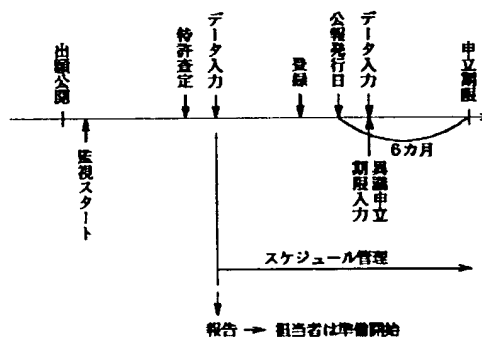 出願公開
監視スタート
特許査定
データ入力
登録
公報発行日
データ入力
申立期限
6カ月
異議申立
期限入力
スケジュール管理
報告 → 担当者は準備開始